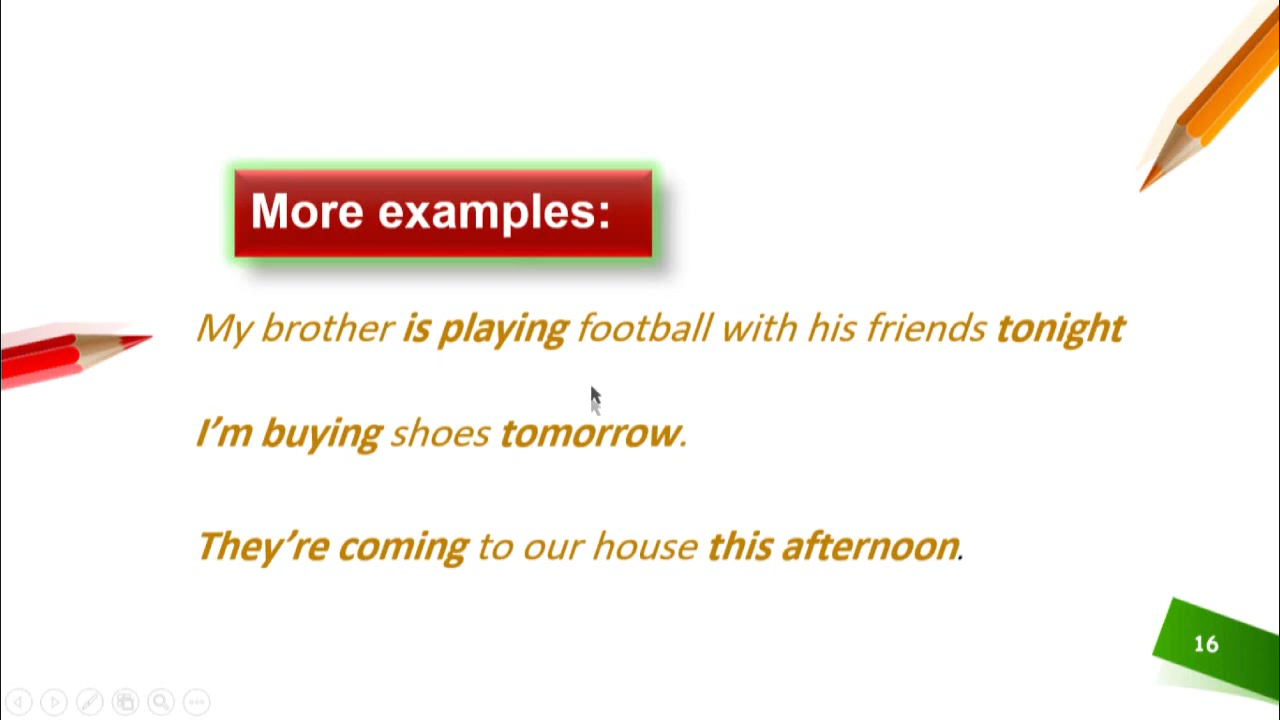 More examples:
My brother is playing football with his friends tonight
I’m buying shoes tomorrow.
They’re coming to our house this afternoon.
16